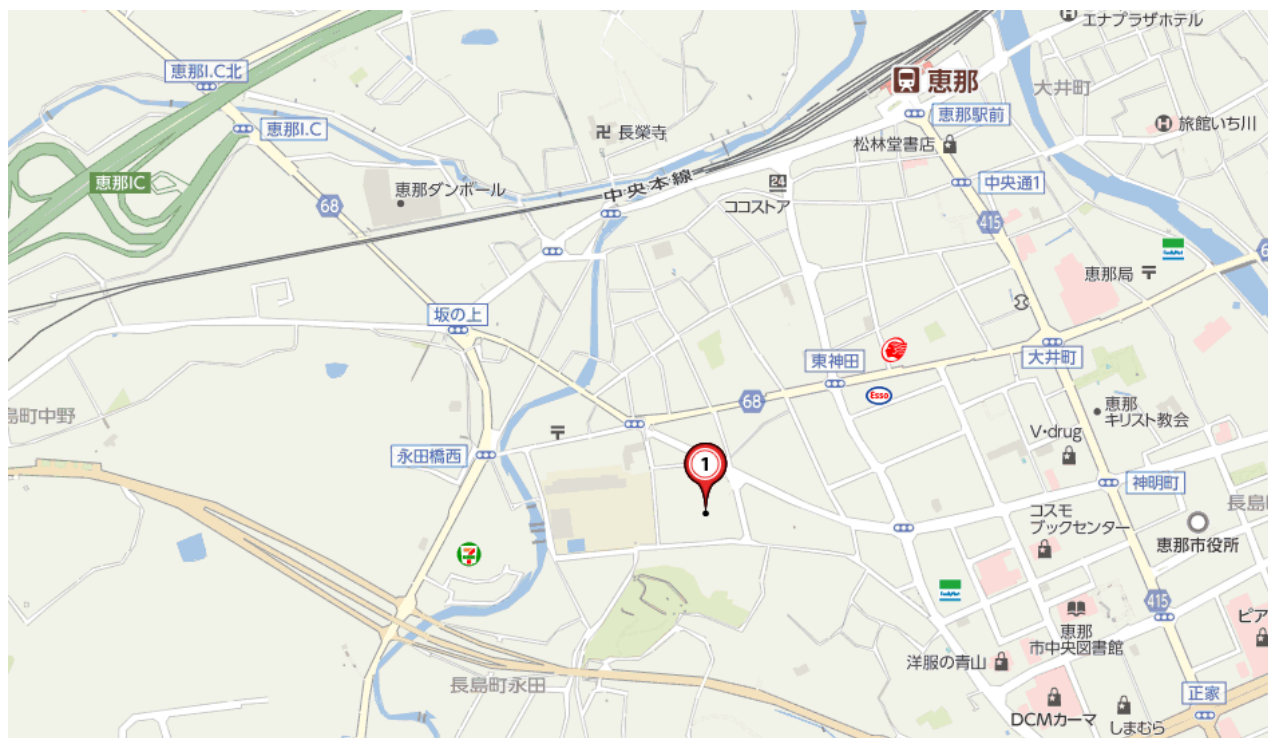 エナプラザホテル
恵那I.C北
恵那
大井町
恵那I.C
恵那駅前
旅館いち川
長榮寺
松林堂書店
恵那IC
中央本線
24
中央通1
恵那ダンボール
68
ココストア
415
FamilyMart
恵那局
坂の上
東神田
大井町
Esso
68
長島町中野
恵那
キリスト教会
V・drug
永田橋西
1
神明町
コスモ
ブックセンター
恵那市役所
7
FamilyMart
415
恵那
市中央図書館
ピア
洋服の青山
長島町永田
正家
DCMカーマ
しまむら